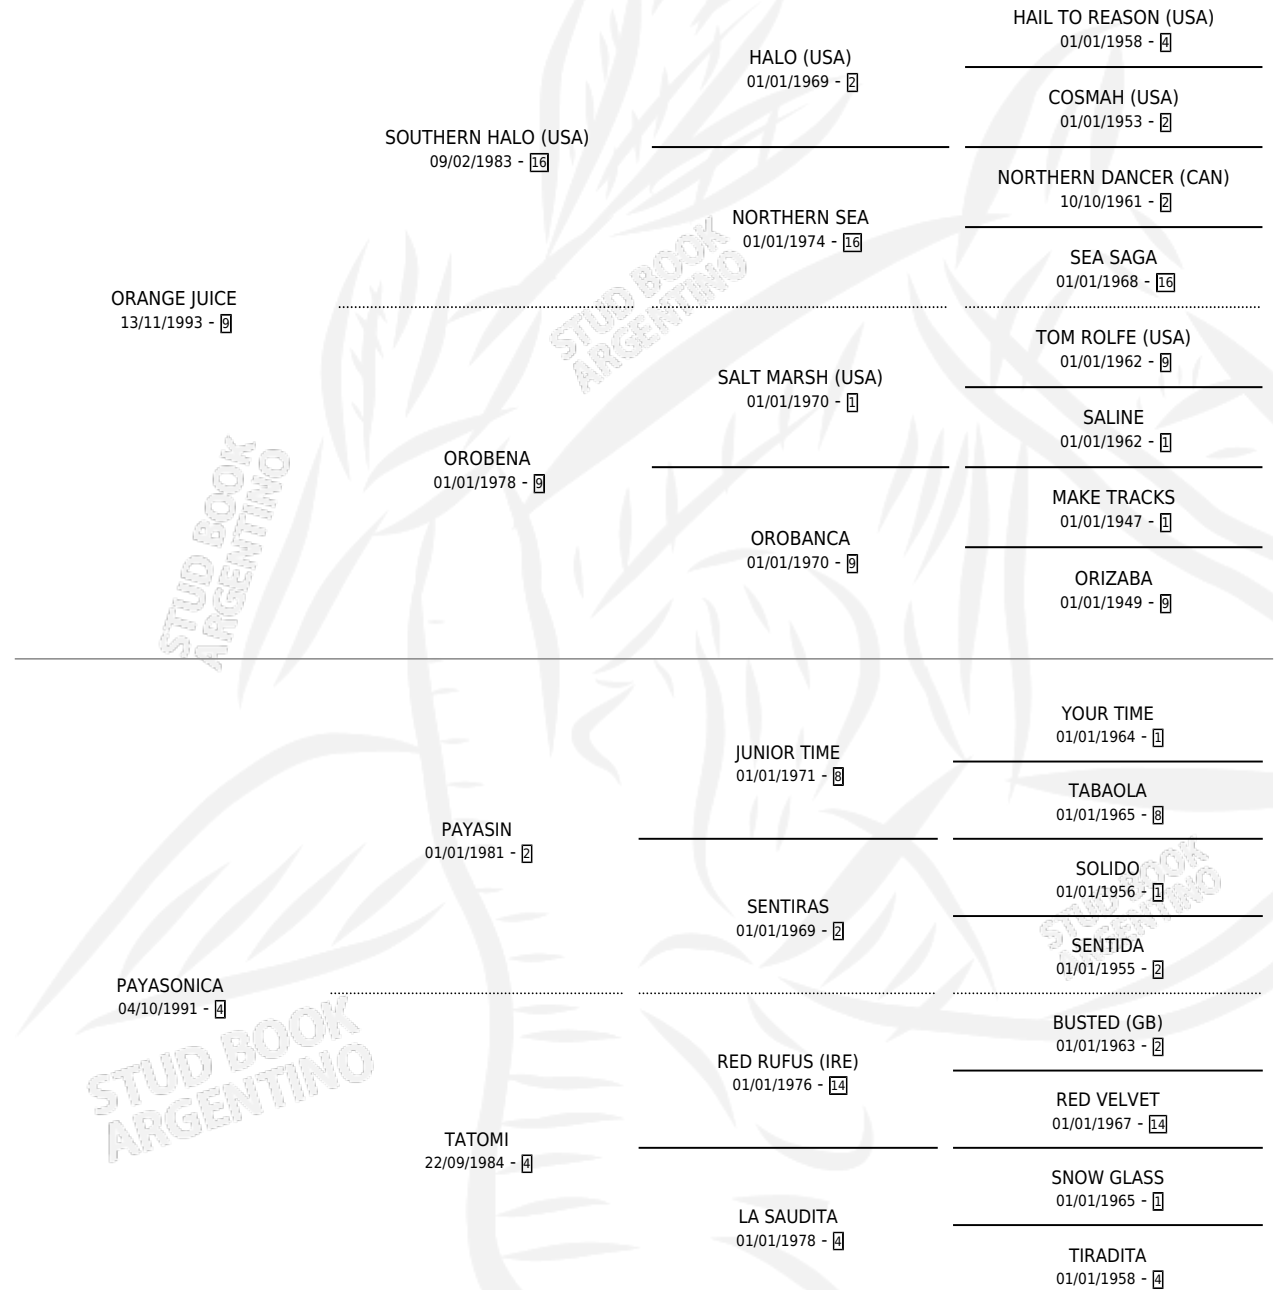 HAIL TO REASON (USA)
01/01/1958 - 4
HALO (USA)
01/01/1969 - 2
COSMAH (USA)
01/01/1953 - 2
SOUTHERN HALO (USA)
09/02/1983 - 16
NORTHERN DANCER (CAN)
10/10/1961 - 2
NORTHERN SEA
01/01/1974 - 16
SEA SAGA
01/01/1968 - 16
ORANGE JUICE
13/11/1993 - 9
STUD BOOK
ARGENTINO
TOM ROLFE (USA)
01/01/1962 - 9
SALT MARSH (USA)
01/01/1970 - 1
SALINE
01/01/1962 - 1
OROBENA
01/01/1978 - 9
MAKE TRACKS
01/01/1947 - 1
OROBANCA
01/01/1970 - 9
ORIZABA
01/01/1949 - 9
STUD BOOK
ARGENTINO
YOUR TIME
01/01/1964 - 1
JUNIOR TIME
01/01/1971 - 8
TABAOLA
01/01/1965 - 8
PAYASIN
01/01/1981 - 2
SOLIDO
01/01/1956 - 1
SENTIRAS
01/01/1969 - 2
STUD BOOK
ARGENTINO
SENTIDA
01/01/1955 - 2
PAYASONICA
04/10/1991 - 4
BUSTED (GB)
01/01/1963 - 2
RED RUFUS (IRE)
01/01/1976 - 14
RED VELVET
01/01/1967 - 14
STUD BOOK
ARGENTINO
TATOMI
22/09/1984 - 4
SNOW GLASS
01/01/1965 - 1
LA SAUDITA
01/01/1978 - 4
TIRADITA
01/01/1958 - 4